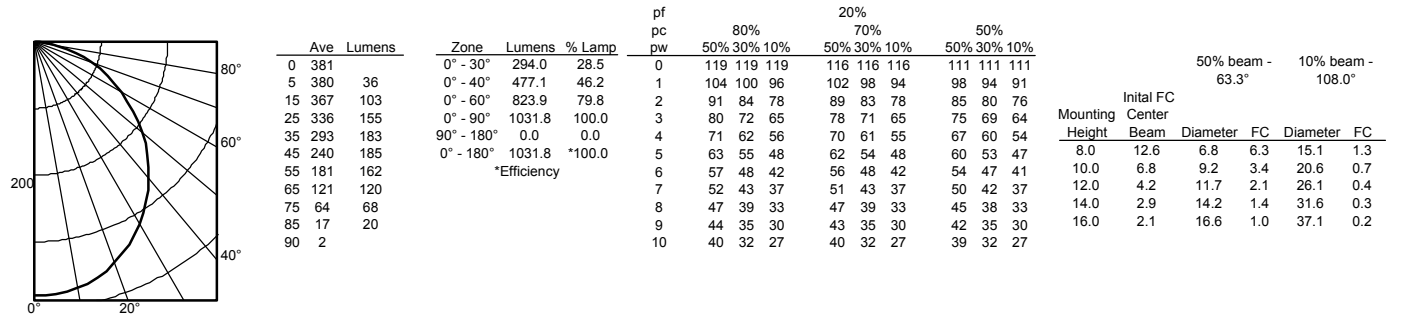 80°
60°
200
40°
0° 20°
Ave Lumens
0 381
5 380 36
15 367 103
25 336 155
35 293 183
45 240 185
55 181 162
65 121 120
75 64 68
85 17 20
90 2
Zone Lumens % Lamp
0° - 30° 294.0 28.5
0° - 40° 477.1 46.2
0° - 60° 823.9 79.8
0° - 90° 1031.8 100.0
90° - 180° 0.0 0.0
0° - 180° 1031.8 *100.0
*Efficiency
pf 20%
pc 80% 70% 50%
pw 50% 30% 10% 50% 30% 10% 50% 30% 10%
0 119 119 119 116 116 116 111 111 111
1 104 100 96 102 98 94 98 94 91
2 91 84 78 89 83 78 85 80 76
3 80 72 65 78 71 65 75 69 64
4 71 62 56 70 61 55 67 60 54
5 63 55 48 62 54 48 60 53 47
6 57 48 42 56 48 42 54 47 41
7 52 43 37 51 43 37 50 42 37
8 47 39 33 47 39 33 45 38 33
9 44 35 30 43 35 30 42 35 30
10 40 32 27 40 32 27 39 32 27
50% beam - 10% beam -
63.3° 108.0°
Inital FC
Mounting Center
Height Beam Diameter FC Diameter FC
8.0 12.6 6.8 6.3 15.1 1.3
10.0 6.8 9.2 3.4 20.6 0.7
12.0 4.2 11.7 2.1 26.1 0.4
14.0 2.9 14.2 1.4 31.6 0.3
16.0 2.1 16.6 1.0 37.1 0.2